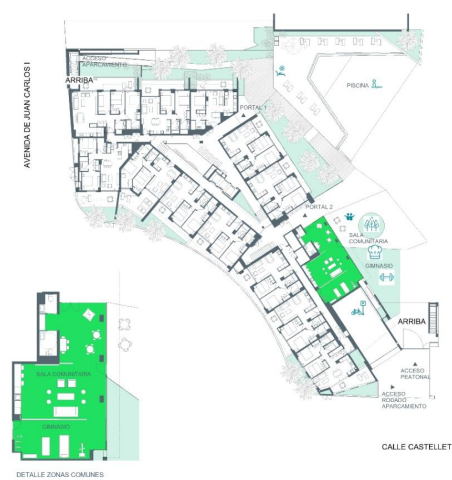 ACCESO
APARCAMIENTO
ARRIBA
AVENIDA DE JUAN CARLOS I
PISCINA
PORTAL 1
PORTAL 2
SALA
COMUNITARIA
GIMNASIO
ARRIBA
ACCESO
PEATONAL
ACCESO
RODADO
APARCAMIENTO
SALA COMUNITARIA
GIMNASIO
CALLE CASTELLET
DETALLE ZONAS COMUNES